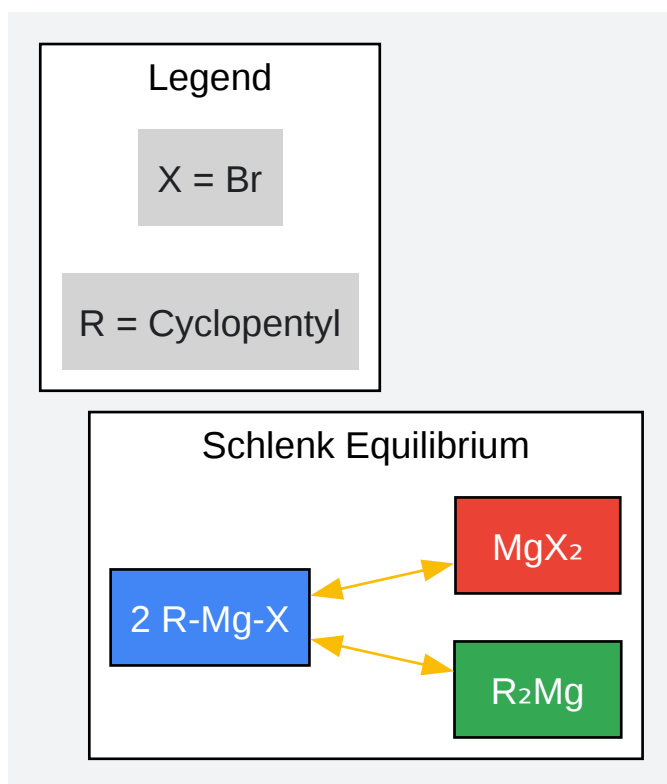 Legend
X = Br
R = Cyclopentyl
Schlenk Equilibrium
MgX₂
2 R-Mg-X
R₂Mg